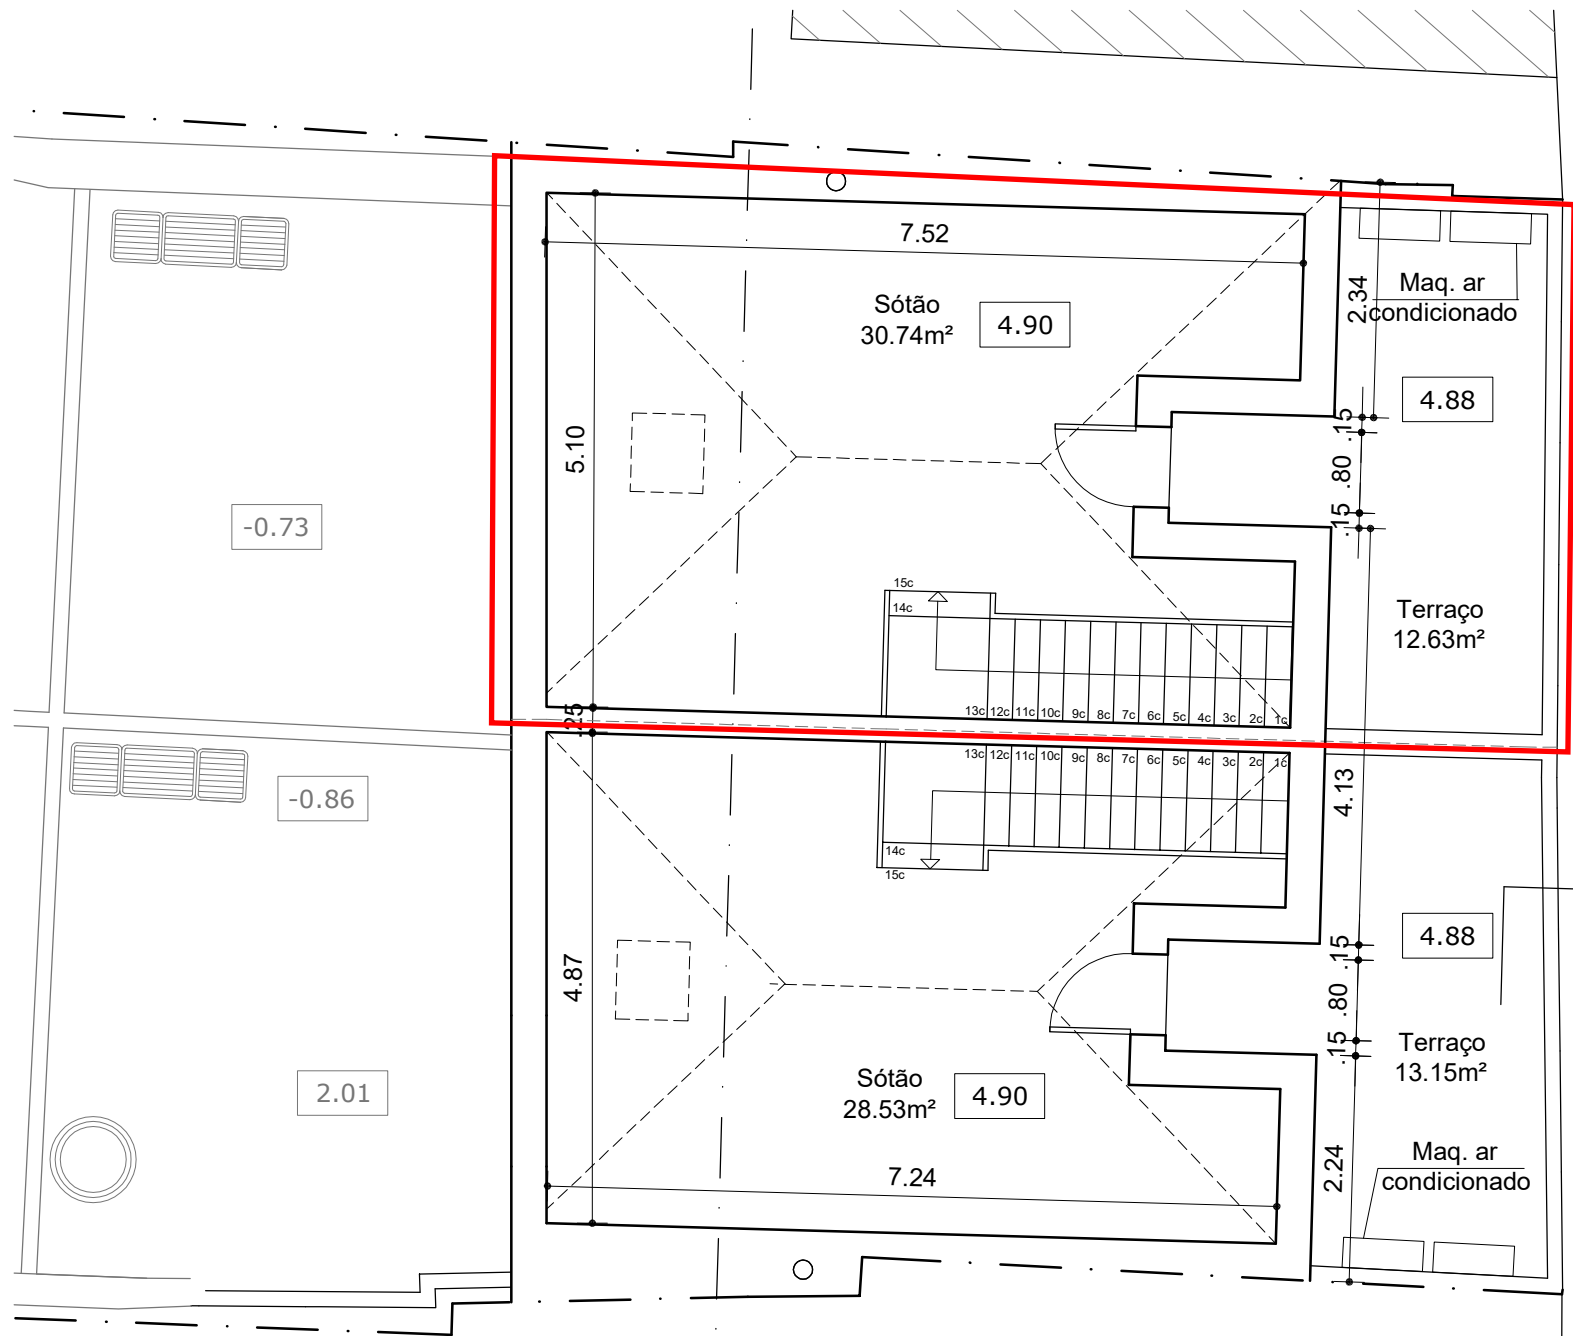 7.52
Sótão
30.74m²
4.90
2.34
Maq. ar
condicionado
4.88
.15
.80
.15
5.10
-0.73
Terraço
12.63m²
15c
14c
13c 12c 11c 10c 9c 8c 7c 6c 5c 4c 3c 2c 1c
.25
13c 12c 11c 10c 9c 8c 7c 6c 5c 4c 3c 2c 1c
14c
15c
-0.86
4.13
4.88
.15
.80
.15
4.87
Terraço
13.15m²
Sótão
28.53m²
4.90
2.01
7.24
2.24
Maq. ar
condicionado